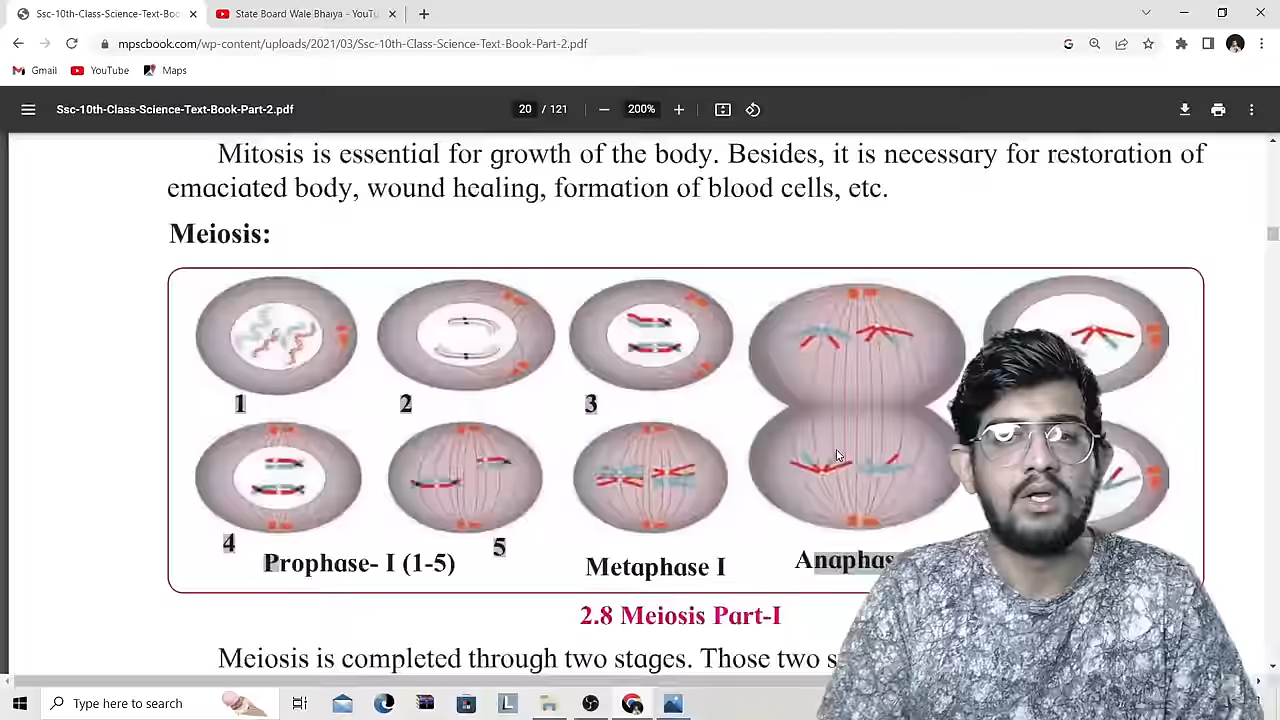 Ssc-10th-Class-Science-Text-Boc
State Board Wale Bhaiya - YouTu
mpscbook.com/wp-content/uploads/2021/03/Ssc-10th-Class-Science-Text-Book-Part-2.pdf
Gmail YouTube Maps
Ssc-10th-Class-Science-Text-Book-Part-2.pdf 20 / 121 200%
Mitosis is essential for growth of the body. Besides, it is necessary for restoration of
emaciated body, wound healing, formation of blood cells, etc.
Meiosis:
1 2 3
4 5
Prophase- I (1-5) Metaphase I Anaphas
2.8 Meiosis Part-I
Meiosis is completed through two stages. Those two s
Type here to search